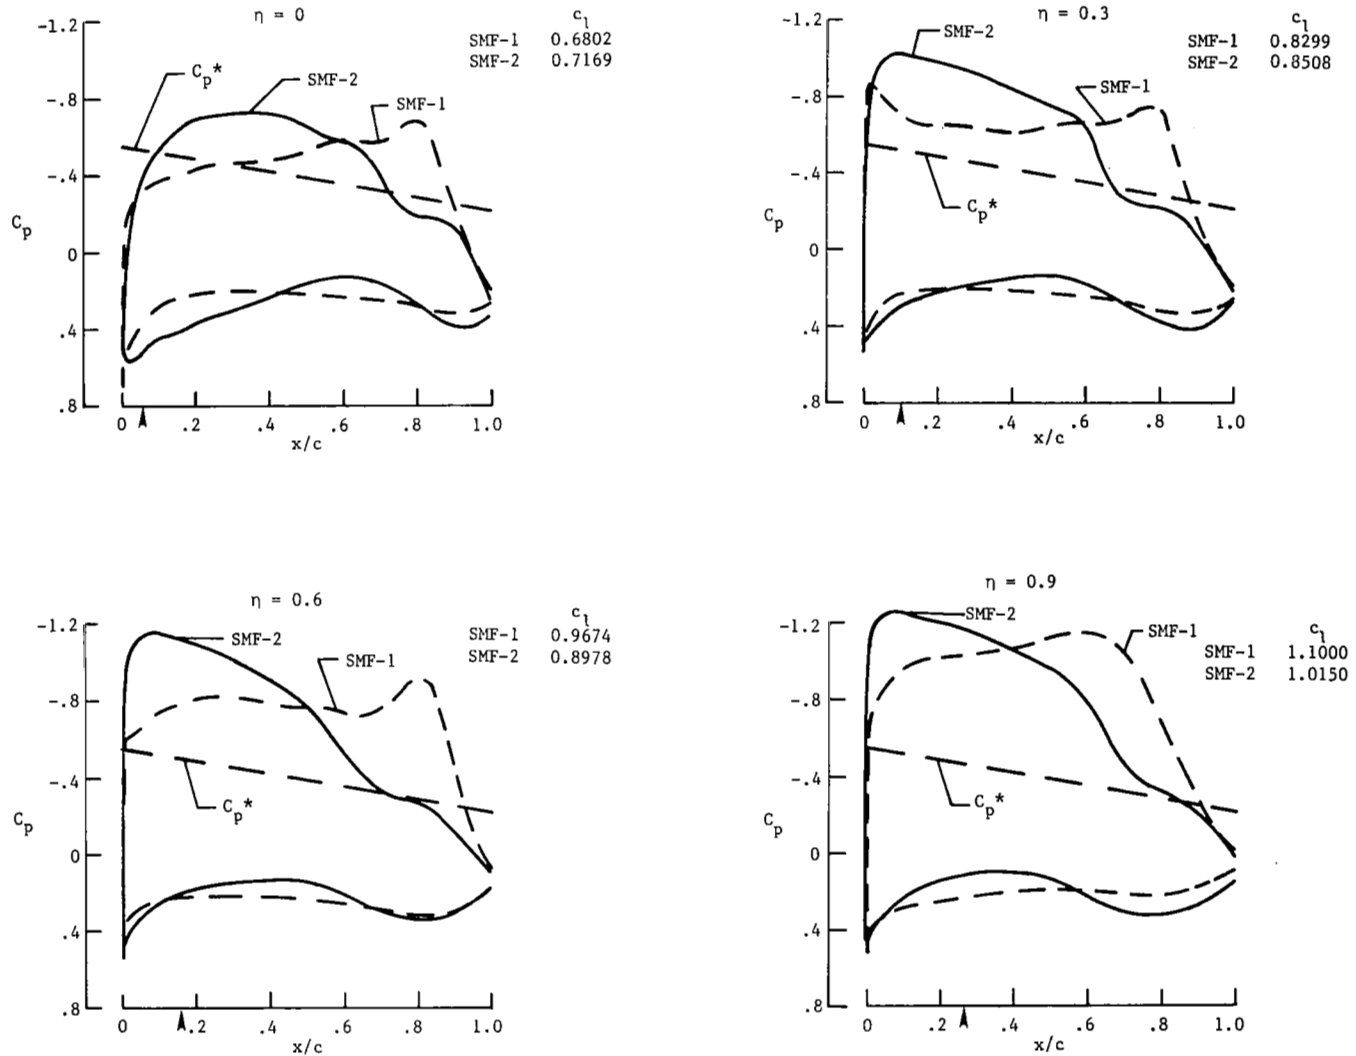 η = 0
c_l
SMF-1 0.6802
SMF-2 0.7169
-1.2
-.8
-.4
0
.4
.8
C_p
C_p*
SMF-2
SMF-1
0 .2 .4 .6 .8 1.0
x/c
η = 0.3
c_l
SMF-1 0.8299
SMF-2 0.8508
-1.2
-.8
-.4
0
.4
.8
C_p
SMF-2
SMF-1
C_p*
0 .2 .4 .6 .8 1.0
x/c
η = 0.6
c_l
SMF-1 0.9674
SMF-2 0.8978
-1.2
-.8
-.4
0
.4
.8
C_p
SMF-2
SMF-1
C_p*
0 .2 .4 .6 .8 1.0
x/c
η = 0.9
c_l
SMF-1 1.1000
SMF-2 1.0150
-1.2
-.8
-.4
0
.4
.8
C_p
SMF-2
SMF-1
C_p*
0 .2 .4 .6 .8 1.0
x/c